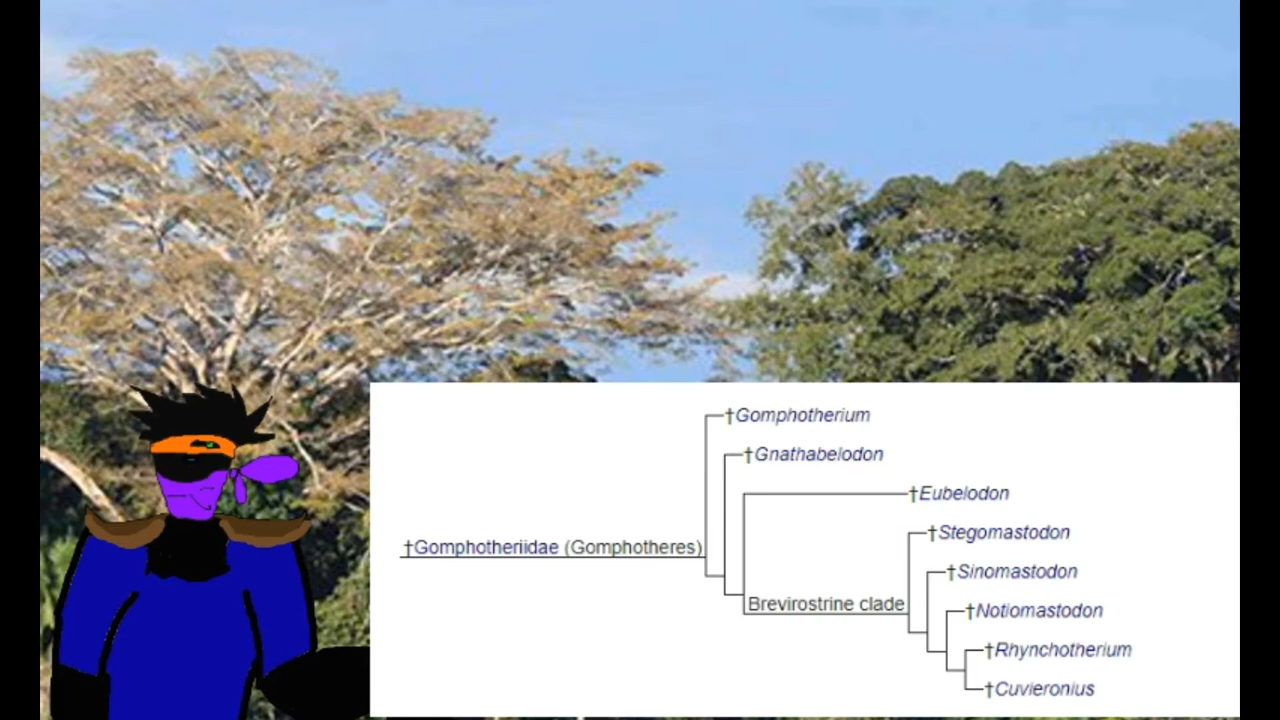 †Gomphotherium
†Gnathabelodon
†Eubelodon
†Stegomastodon
†Gomphotheriidae (Gomphotheres)
†Sinomastodon
Brevirostrine clade
†Notiomastodon
†Rhynchotherium
†Cuvieronius